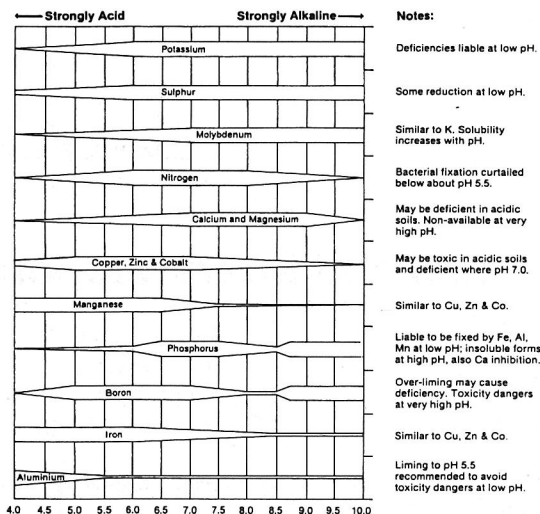 Strongly Acid
Strongly Alkaline
Notes:
Potassium
Deficiencies liable at low pH.
Sulphur
Some reduction at low pH.
Molybdenum
Similar to K. Solubility
increases with pH.
Nitrogen
Bacterial fixation curtailed
below about pH 5.5.
Calcium and Magnesium
May be deficient in acidic
soils. Non-available at very
high pH.
Copper, Zinc & Cobalt
May be toxic in acidic soils
and deficient where pH 7.0.
Manganese
Similar to Cu, Zn & Co.
Phosphorus
Liable to be fixed by Fe, Al,
Mn at low pH; insoluble forms
at high pH, also Ca inhibition.
Boron
Over-liming may cause
deficiency. Toxicity dangers
at very high pH.
Iron
Similar to Cu, Zn & Co.
Aluminium
Liming to pH 5.5
recommended to avoid
toxicity dangers at low pH.
4.0 4.5 5.0 5.5 6.0 6.5 7.0 7.5 8.0 8.5 9.0 9.5 10.0